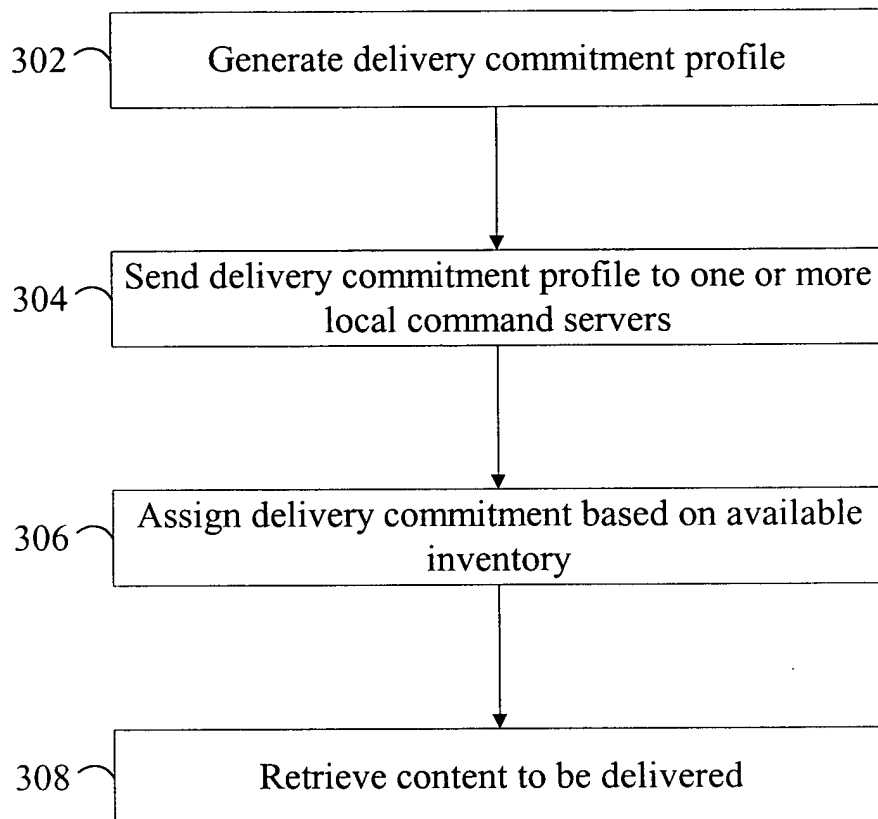 302
Generate delivery commitment profile
304
Send delivery commitment profile to one or more
local command servers
306
Assign delivery commitment based on available
inventory
308
Retrieve content to be delivered